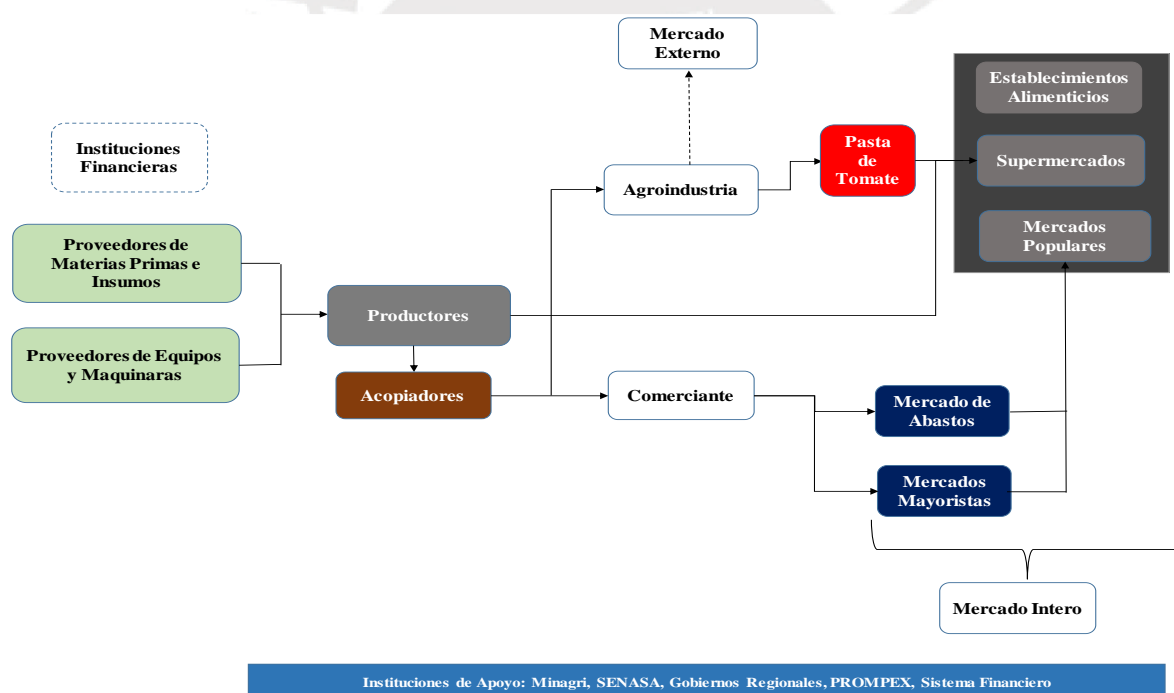 Mercado
Externo
Establecimientos
Alimenticios
Instituciones
Financieras
Pasta
de
Tomate
Supermercados
Agroindustria
Mercados
Populares
Proveedores de
Materias Primas e
Insumos
Productores
Proveedores de Equipos
y Maquinaras
Acopiadores
Comerciante
Mercado de
Abastos
Mercados
Mayoristas
Mercado Intero
Instituciones de Apoyo: Minagri, SENASA, Gobiernos Regionales, PROMPEX, Sistema Financiero